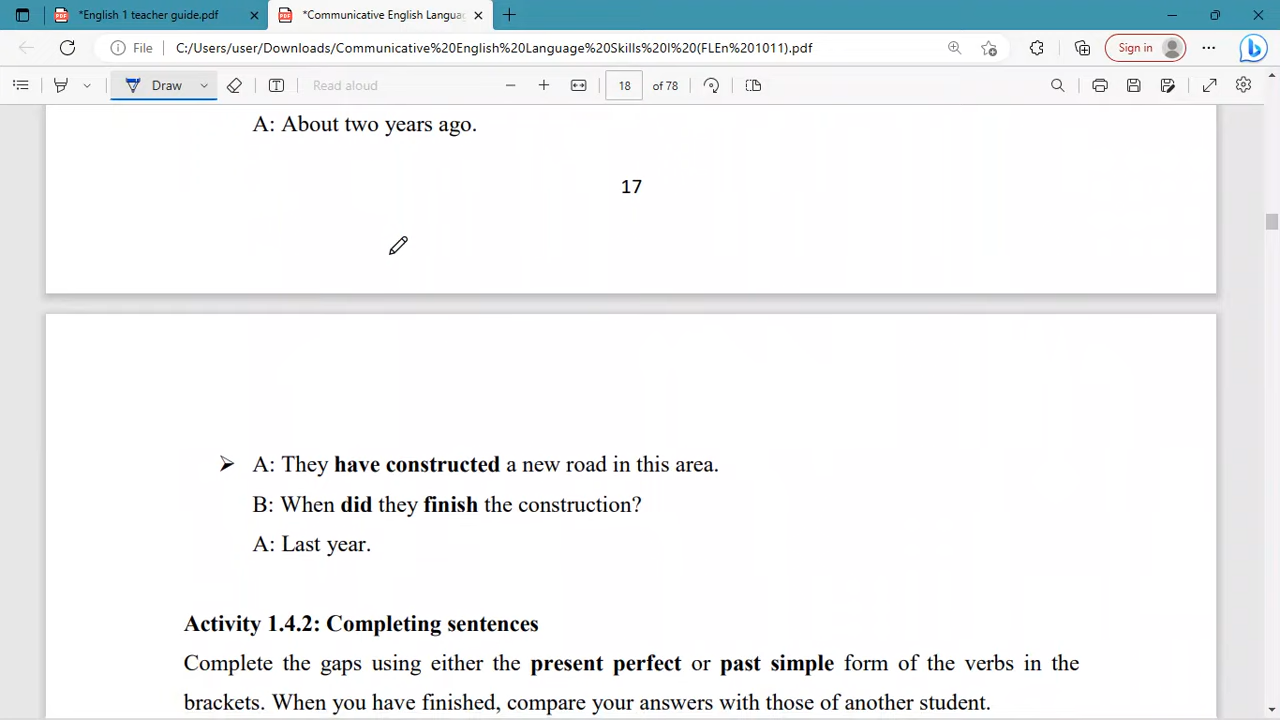 *English 1 teacher guide.pdf
*Communicative English Langua
File
C:/Users/user/Downloads/Communicative%20English%20Language%20Skills%20I%20(FLEn%201011).pdf
Sign in
Draw
Read aloud
18
of 78
A: About two years ago.
17
A: They have constructed a new road in this area.
B: When did they finish the construction?
A: Last year.
Activity 1.4.2: Completing sentences
Complete the gaps using either the present perfect or past simple form of the verbs in the
brackets. When you have finished, compare your answers with those of another student.